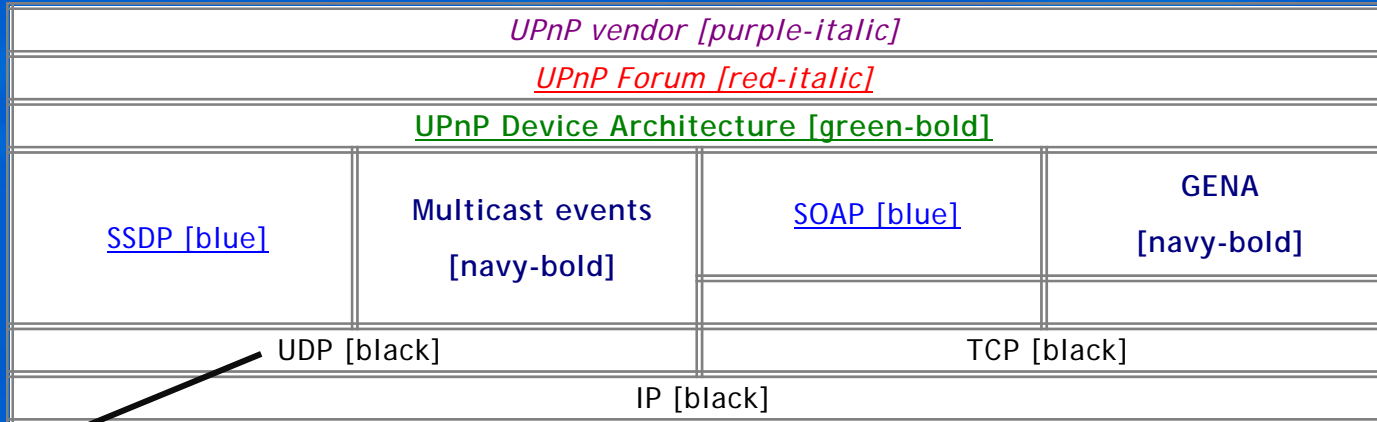 UPnP vendor [purple-italic]
UPnP Forum [red-italic]
UPnP Device Architecture [green-bold]
SSDP [blue]
Multicast events
[navy-bold]
SOAP [blue]
GENA
[navy-bold]
UDP [black]
TCP [black]
IP [black]